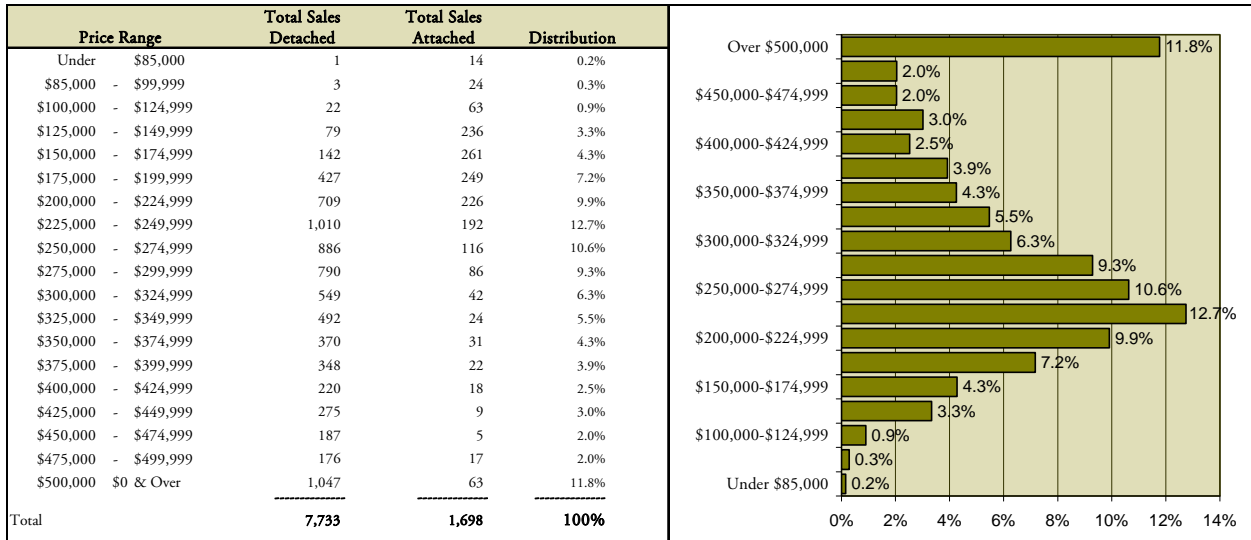 Total Sales Total Sales
Price Range Detached Attached Distribution
Under $85,000 1 14 0.2%
$85,000 - $99,999 3 24 0.3%
$100,000 - $124,999 22 63 0.9%
$125,000 - $149,999 79 236 3.3%
$150,000 - $174,999 142 261 4.3%
$175,000 - $199,999 427 249 7.2%
$200,000 - $224,999 709 226 9.9%
$225,000 - $249,999 1,010 192 12.7%
$250,000 - $274,999 886 116 10.6%
$275,000 - $299,999 790 86 9.3%
$300,000 - $324,999 549 42 6.3%
$325,000 - $349,999 492 24 5.5%
$350,000 - $374,999 370 31 4.3%
$375,000 - $399,999 348 22 3.9%
$400,000 - $424,999 220 18 2.5%
$425,000 - $449,999 275 9 3.0%
$450,000 - $474,999 187 5 2.0%
$475,000 - $499,999 176 17 2.0%
$500,000 $0 & Over 1,047 63 11.8%
-------------- -------------- --------------
Total 7,733 1,698 100%
Over $500,000 11.8%
2.0%
$450,000-$474,999 2.0%
3.0%
$400,000-$424,999 2.5%
3.9%
$350,000-$374,999 4.3%
5.5%
$300,000-$324,999 6.3%
9.3%
$250,000-$274,999 10.6%
12.7%
$200,000-$224,999 9.9%
7.2%
$150,000-$174,999 4.3%
3.3%
$100,000-$124,999 0.9%
0.3%
Under $85,000 0.2%
0% 2% 4% 6% 8% 10% 12% 14%